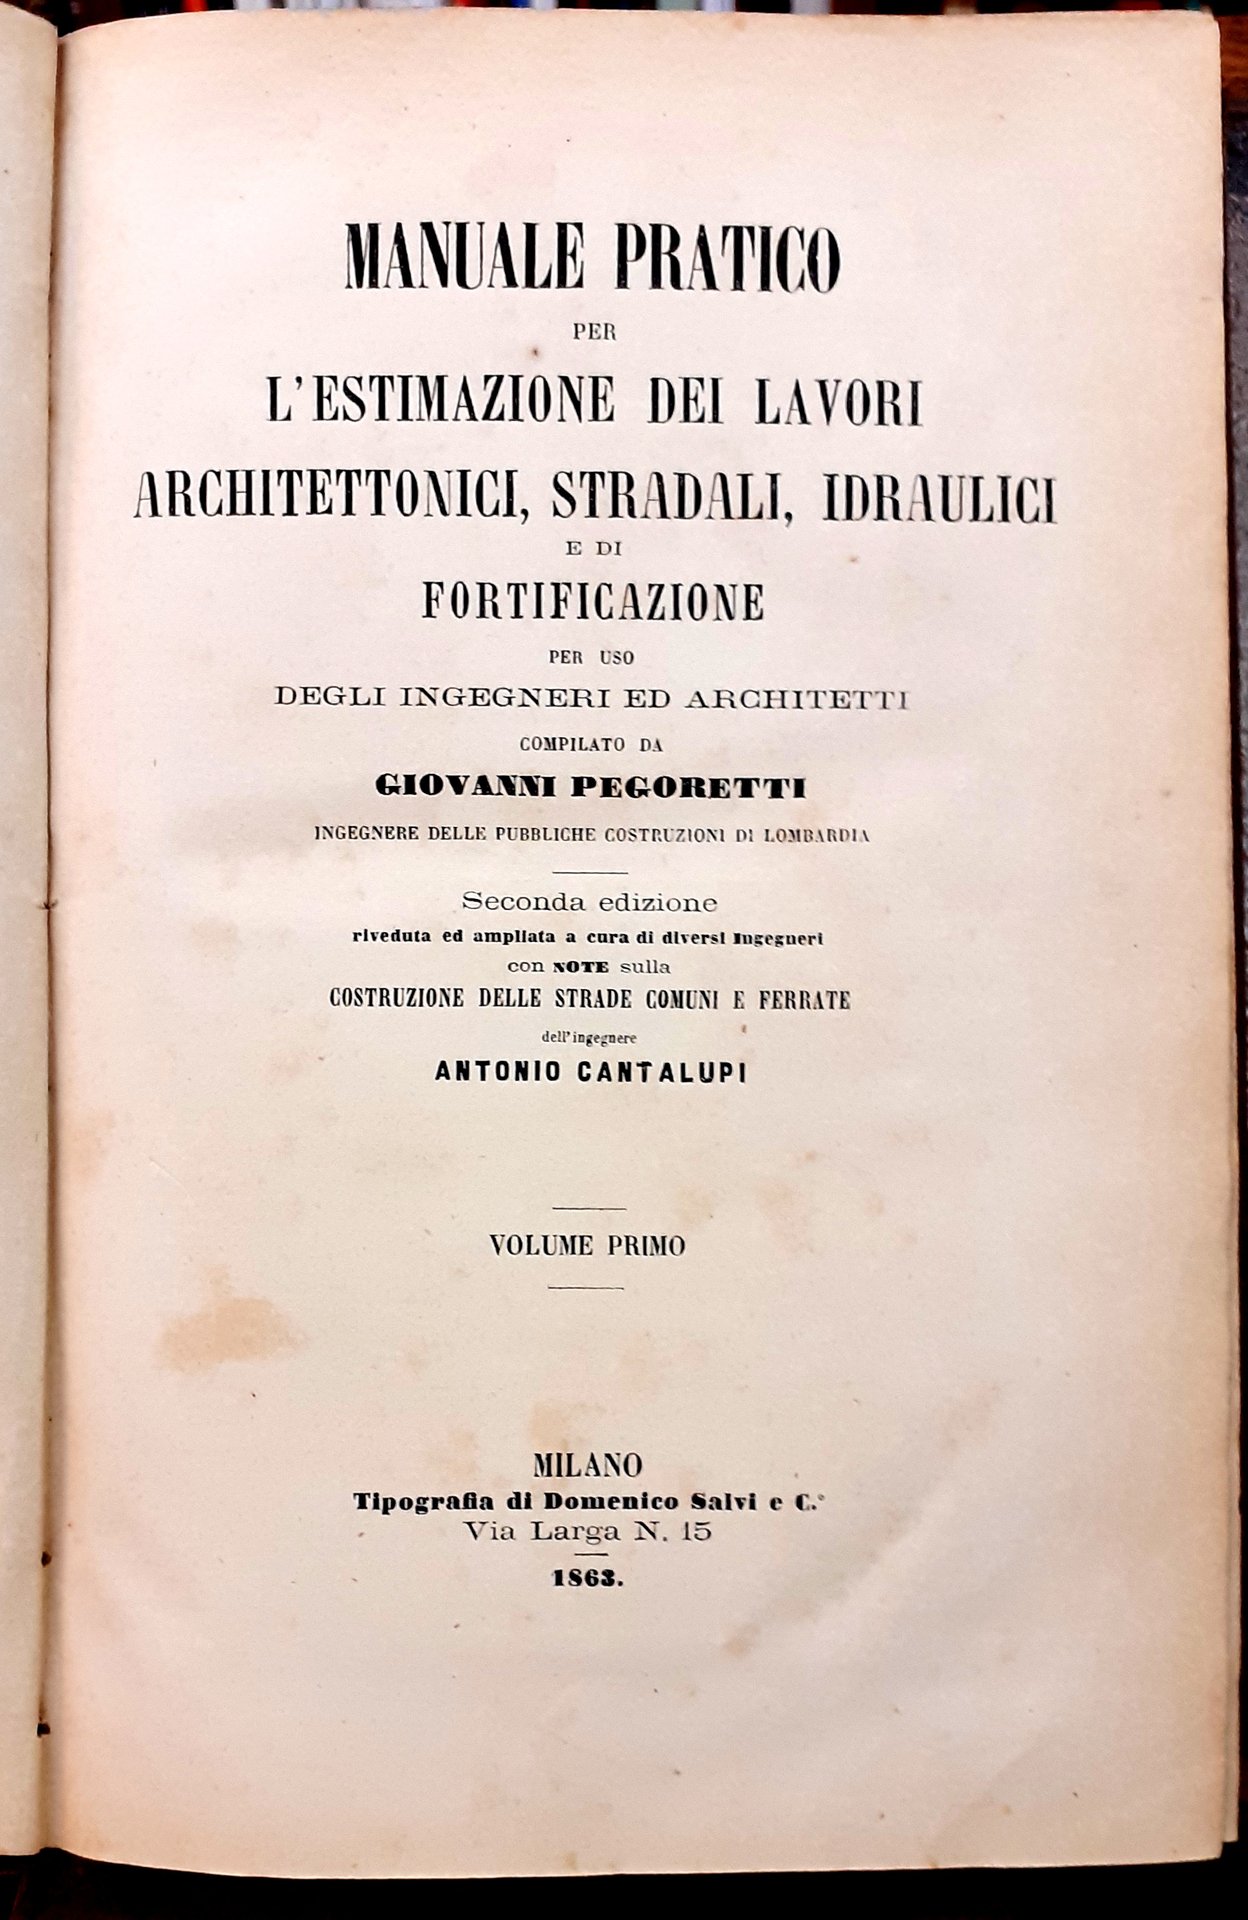 MANUALE PRATICO
PER
L'ESTIMAZIONE DEI LAVORI
ARCHITETTONICI, STRADALI, IDRAULICI
E DI
FORTIFICAZIONE
PER USO
DEGLI INGEGNERI ED ARCHITETTI
COMPILATO DA
GIOVANNI PEGORETTI
INGEGNERE DELLE PUBBLICHE COSTRUZIONI DI LOMBARDIA
Seconda edizione
riveduta ed ampliata a cura di diversi Ingegneri
con NOTE sulla
COSTRUZIONE DELLE STRADE COMUNI E FERRATE
dell'ingegnere
ANTONIO CANTALUPI
VOLUME PRIMO
MILANO
Tipografia di Domenico Salvi e C.°
Via Larga N. 15
1863.